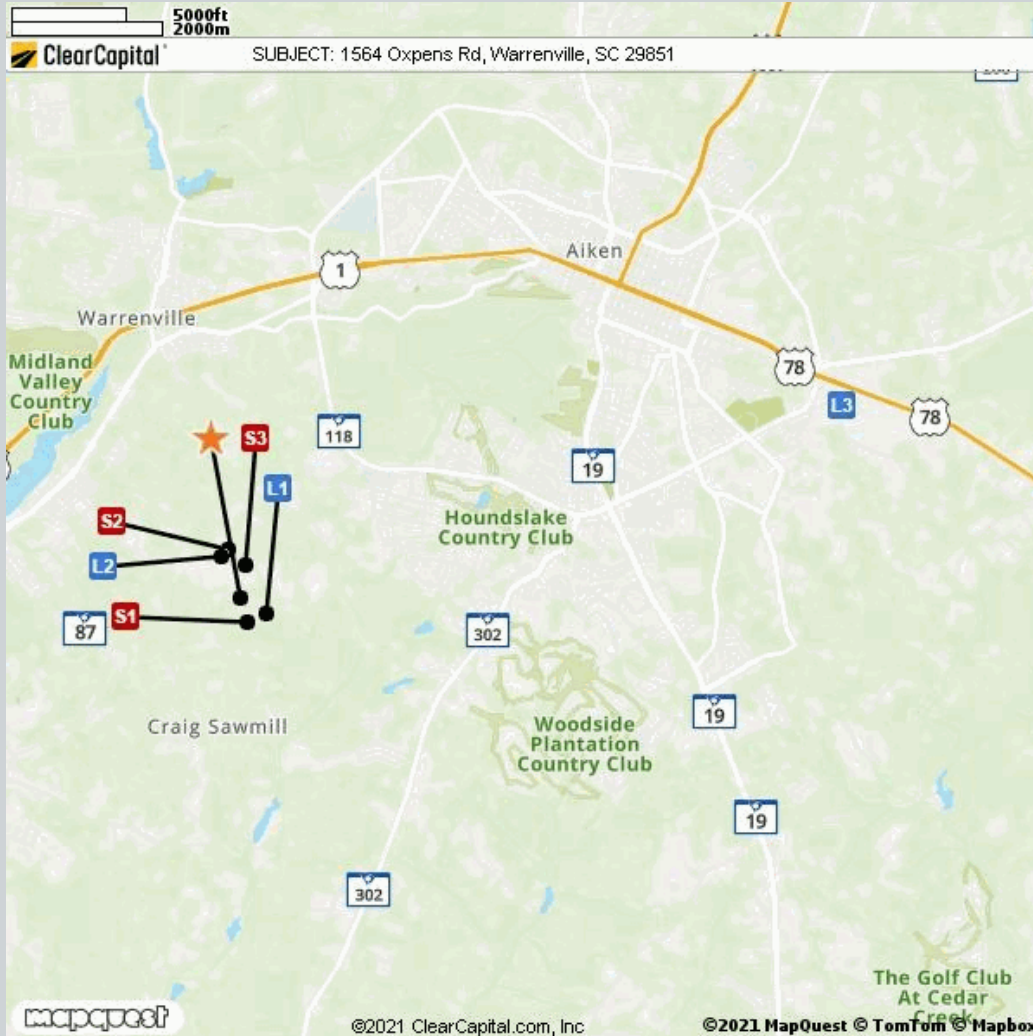 5000ft
2000m
ClearCapital
SUBJECT: 1564 Oxpens Rd, Warrenville, SC 29851
Aiken
1
Warrenville
Midland
Valley
Country
Club
78
L3
78
118
S3
19
L1
S2
Houndslake
Country Club
L2
S1
87
302
19
Craig Sawmill
Woodside
Plantation
Country Club
19
302
The Golf Club
At Cedar
Creek
mapquest
©2021 ClearCapital.com, Inc
©2021 MapQuest © TomTom © Mapbox